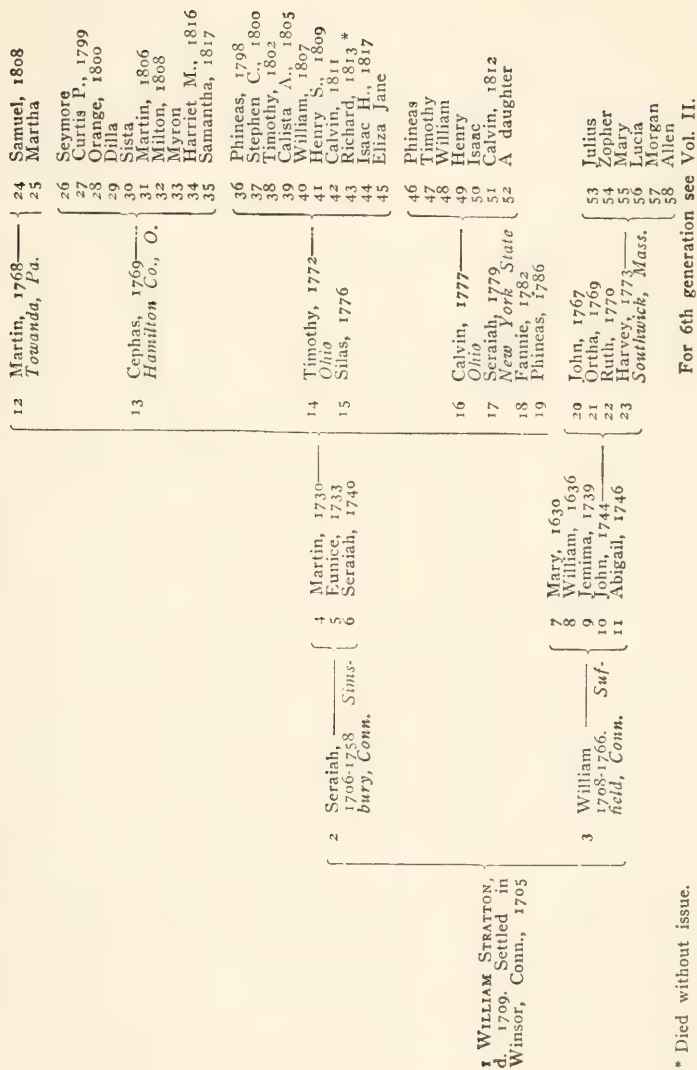 1 WILLIAM STRATTON,
d. 1709. Settled in
Winsor, Conn., 1705
2 Seraiah,
1706-1758 Sims-
bury, Conn.
3 William
1708-1766. Suf-
field, Conn.
4 Martin, 1730
5 Eunice, 1733
6 Seraiah, 1740
7 Mary, 1630
8 William, 1636
9 Jemima, 1739
10 John, 1744
11 Abigail, 1746
12 Martin, 1768
Towanda, Pa.
13 Cephas, 1769
Hamilton Co., O.
14 Timothy, 1772
Ohio
15 Silas, 1776
16 Calvin, 1777
Ohio
17 Seraiah, 1779
New York State
18 Fannie, 1782
19 Phineas, 1786
20 John, 1767
21 Ortha, 1769
22 Ruth, 1770
23 Harvey, 1773
Southwick, Mass.
24 Samuel, 1808
25 Martha
26 Seymore
27 Curtis P., 1799
28 Orange, 1800
29 Dilla
30 Sista
31 Martin, 1806
32 Milton, 1808
33 Myron
34 Harriet M., 1816
35 Samantha, 1817
36 Phineas, 1798
37 Stephen C., 1800
38 Timothy, 1802
39 Calista A., 1805
40 William, 1807
41 Henry S., 1809
42 Calvin, 1811
43 Richard, 1813 *
44 Isaac H., 1817
45 Eliza Jane
46 Phineas
47 Timothy
48 William
49 Henry
50 Isaac
51 Calvin, 1812
52 A daughter
53 Julius
54 Zopher
55 Mary
56 Lucia
57 Morgan
58 Allen
* Died without issue.
For 6th generation see Vol. II.